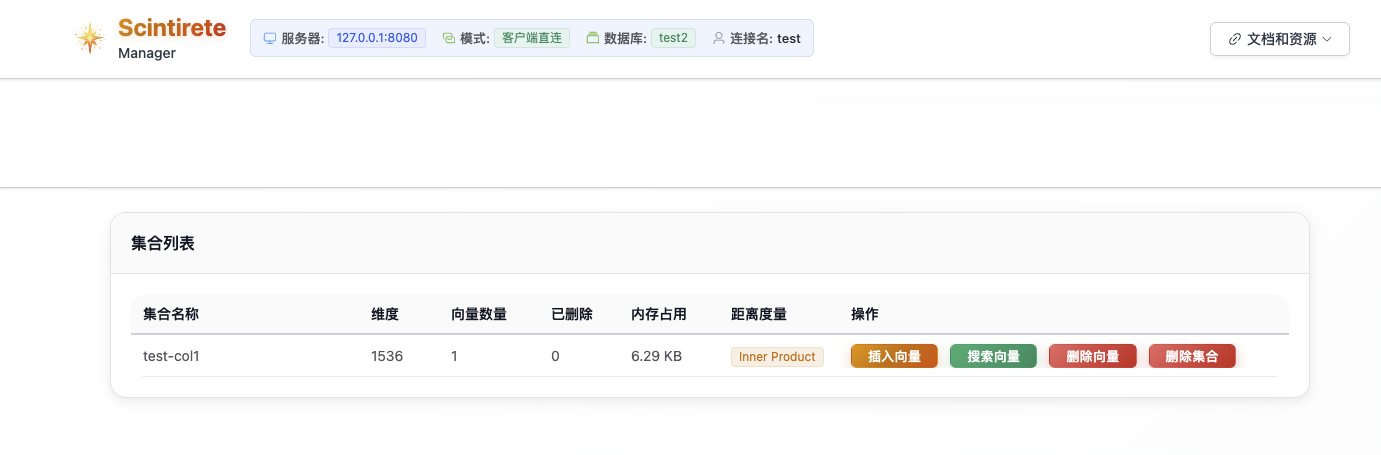 Scintirete
Manager
服务器: 127.0.0.1:8080 模式: 客户端直连 数据库: test2 连接名: test
文档和资源
集合列表
集合名称 维度 向量数量 已删除 内存占用 距离度量 操作
test-col1 1536 1 0 6.29 KB Inner Product 插入向量 搜索向量 删除向量 删除集合